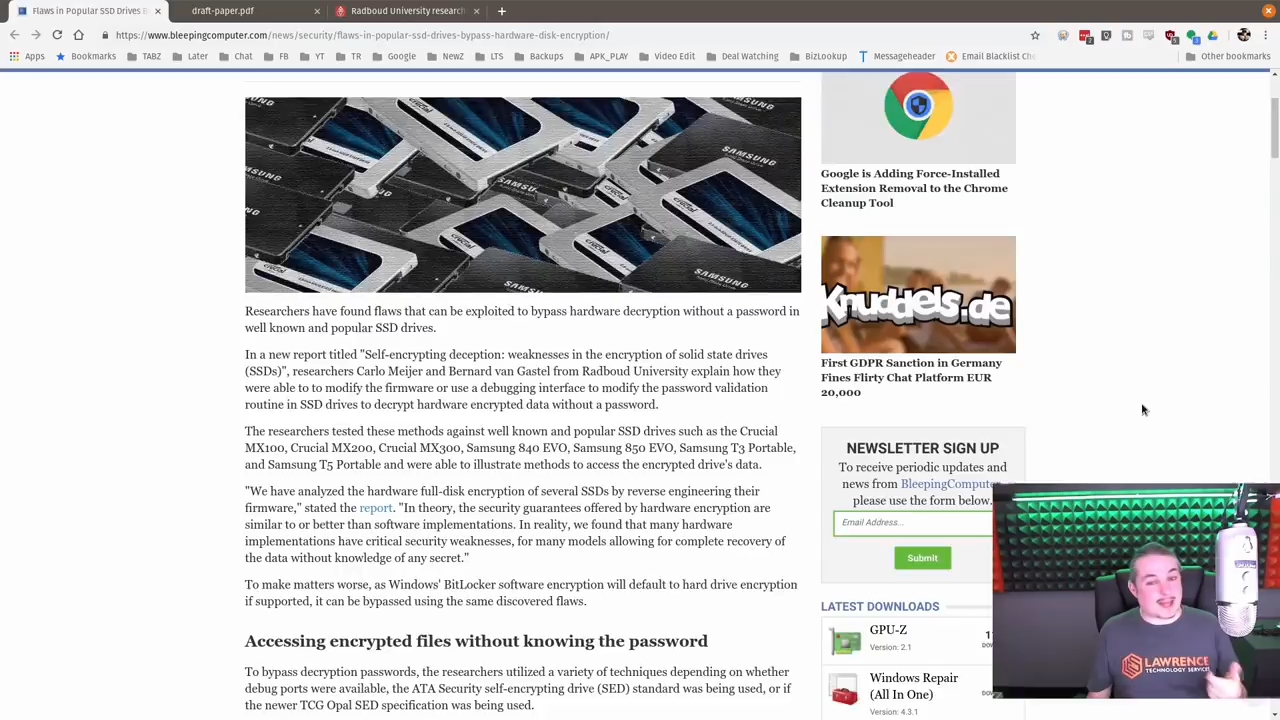 Flaws in Popular SSD Drives B
draft-paper.pdf
Radboud University research
https://www.bleepingcomputer.com/news/security/flaws-in-popular-ssd-drives-bypass-hardware-disk-encryption/
Apps Bookmarks TABZ Later Chat FB YT TR Google NewZ LTS Backups APK_PLAY Video Edit Deal Watching BizLookup Messageheader Email Blacklist Che Other bookmarks
crucial
SAMSUNG
Researchers have found flaws that can be exploited to bypass hardware decryption without a password in
well known and popular SSD drives.
In a new report titled "Self-encrypting deception: weaknesses in the encryption of solid state drives
(SSDs)", researchers Carlo Meijer and Bernard van Gastel from Radboud University explain how they
were able to to modify the firmware or use a debugging interface to modify the password validation
routine in SSD drives to decrypt hardware encrypted data without a password.
The researchers tested these methods against well known and popular SSD drives such as the Crucial
MX100, Crucial MX200, Crucial MX300, Samsung 840 EVO, Samsung 850 EVO, Samsung T3 Portable,
and Samsung T5 Portable and were able to illustrate methods to access the encrypted drive's data.
"We have analyzed the hardware full-disk encryption of several SSDs by reverse engineering their
firmware," stated the report. "In theory, the security guarantees offered by hardware encryption are
similar to or better than software implementations. In reality, we found that many hardware
implementations have critical security weaknesses, for many models allowing for complete recovery of
the data without knowledge of any secret."
To make matters worse, as Windows' BitLocker software encryption will default to hard drive encryption
if supported, it can be bypassed using the same discovered flaws.
Accessing encrypted files without knowing the password
To bypass decryption passwords, the researchers utilized a variety of techniques depending on whether
debug ports were available, the ATA Security self-encrypting drive (SED) standard was being used, or if
the newer TCG Opal SED specification was being used.
Google is Adding Force-Installed
Extension Removal to the Chrome
Cleanup Tool
Knuddels.de
First GDPR Sanction in Germany
Fines Flirty Chat Platform EUR
20,000
NEWSLETTER SIGN UP
To receive periodic updates and
news from BleepingComputer,
please use the form below.
Email Address...
Submit
LATEST DOWNLOADS
GPU-Z
Version: 2.1
Windows Repair
(All In One)
Version: 4.3.1
LAWRENCE
TECHNOLOGY SERVICES